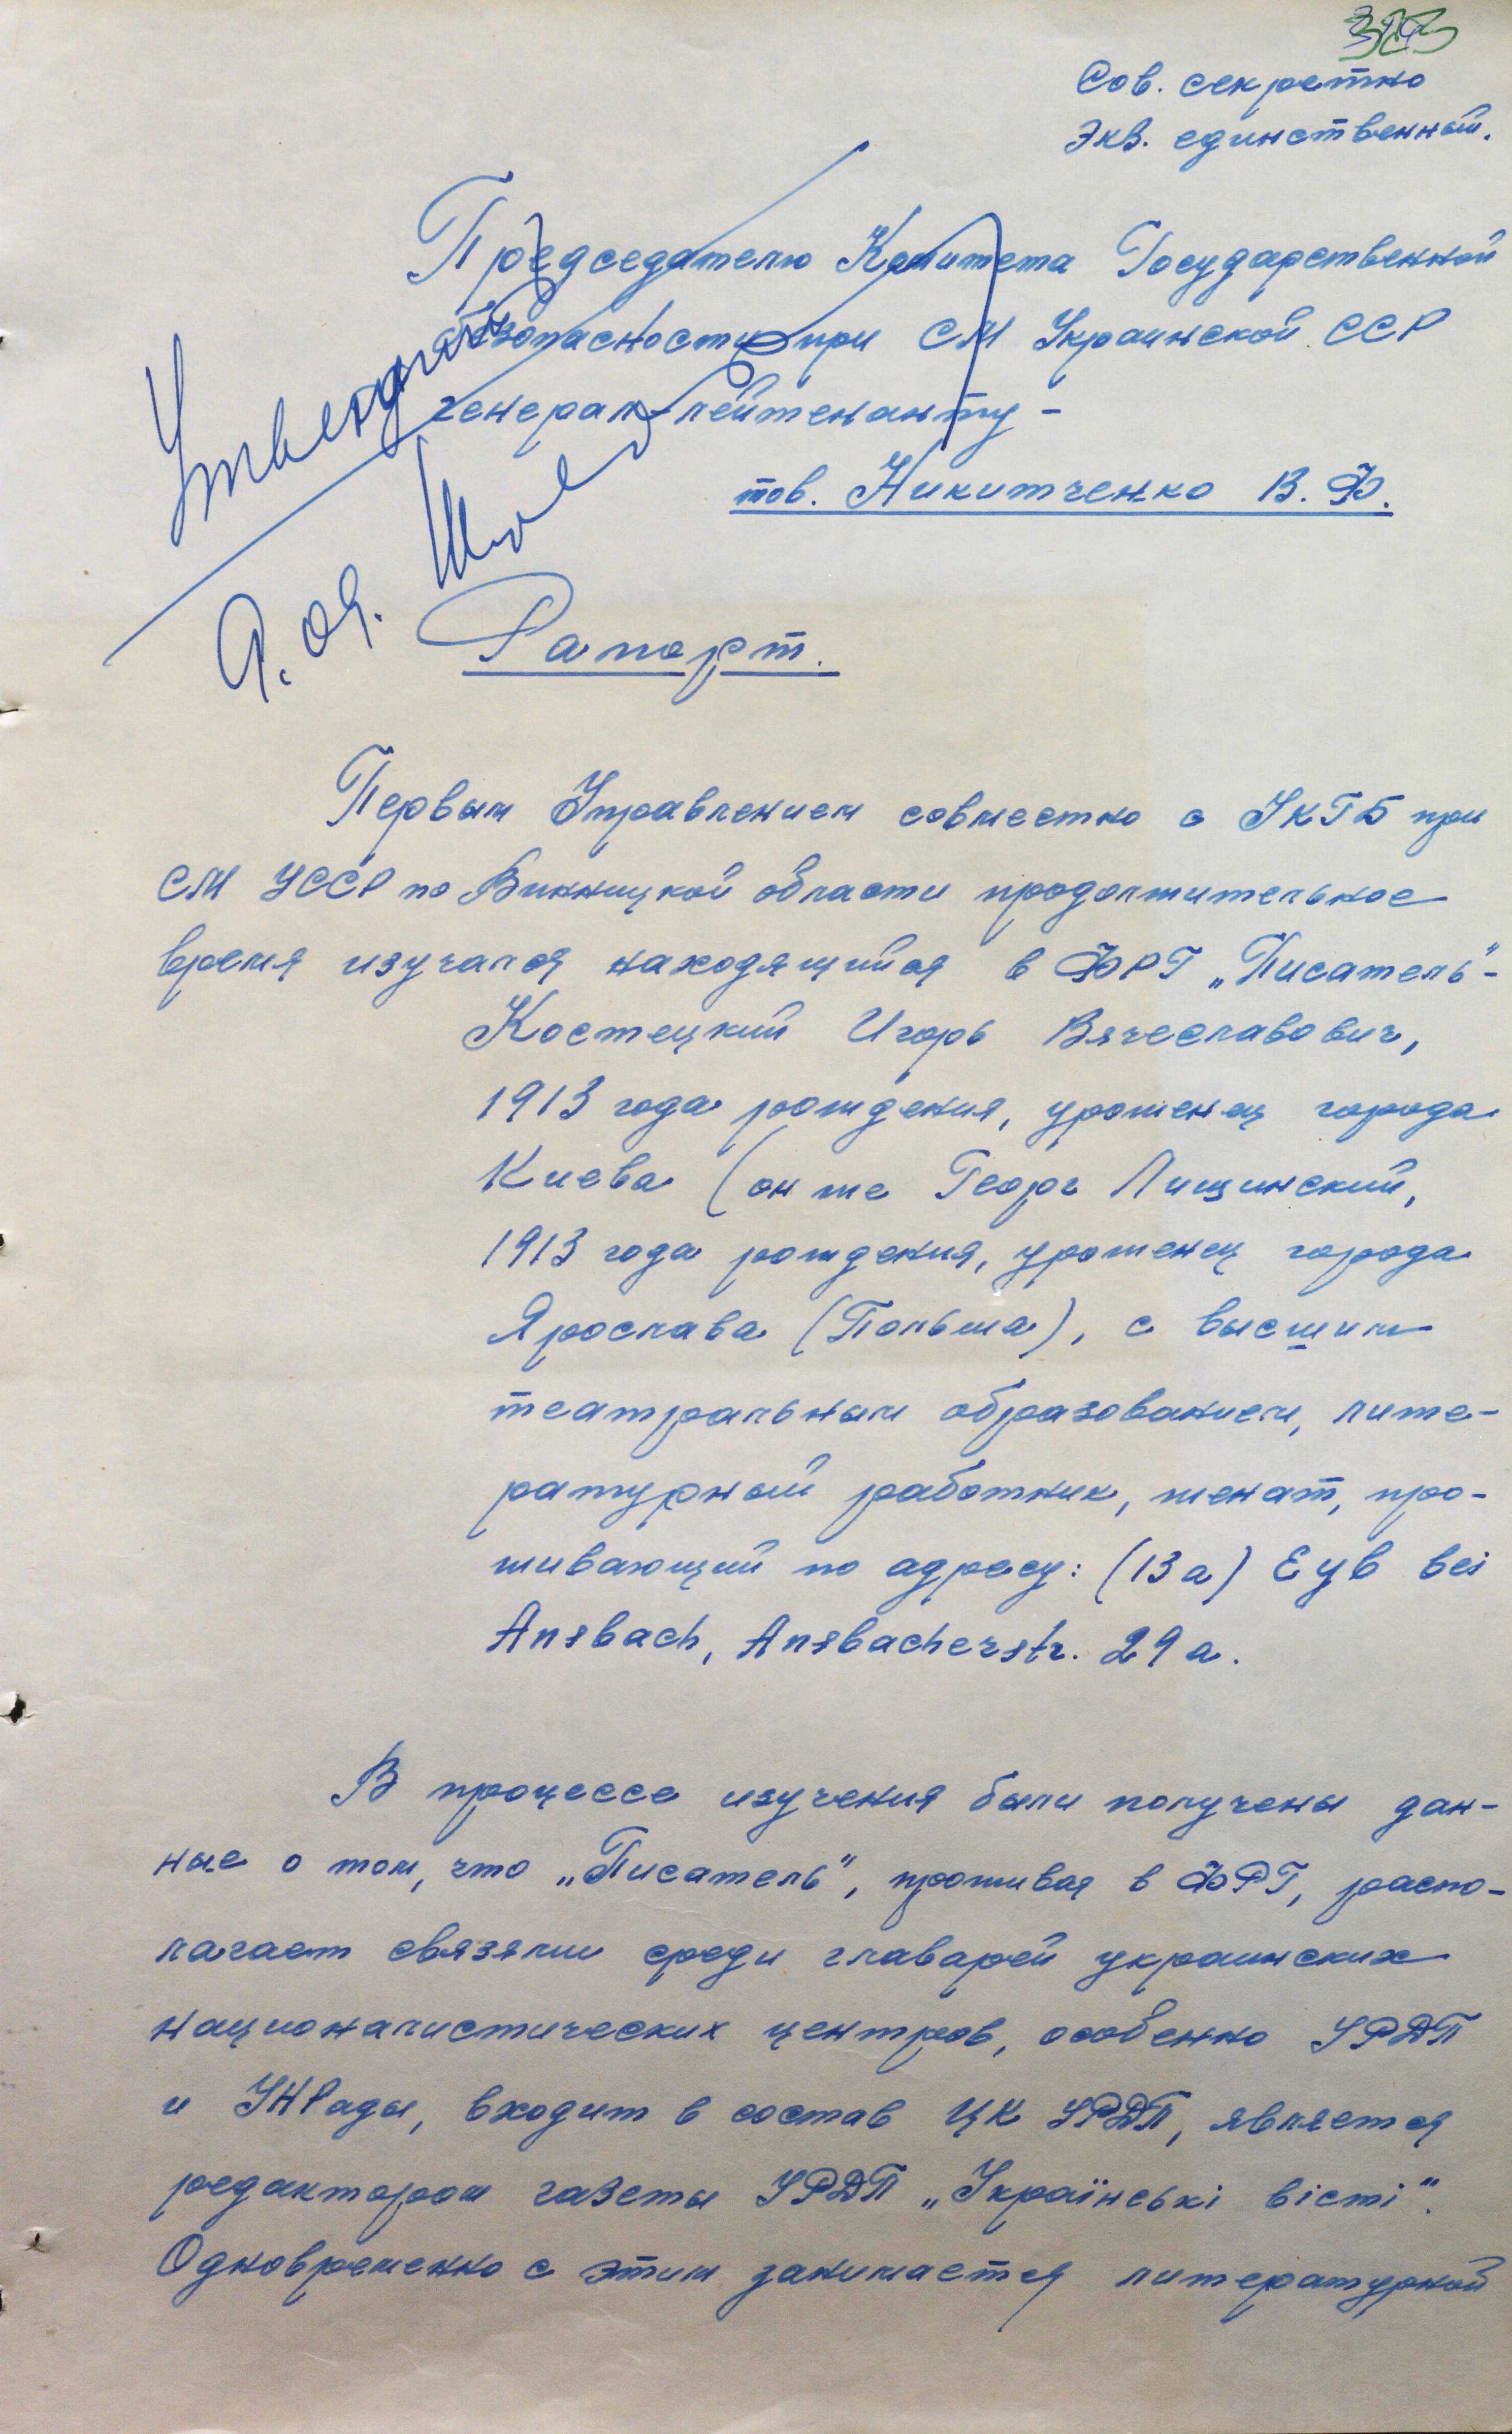 Сов. секретно
Экз. единственный.
Председателю Комитета Государственной
безопасности при СМ Украинской ССР
генерал-лейтенанту -
тов. Никитченко В. Ф.
Утверждаю
9. 09.
Рапорт.
Первым Управлением совместно с УКГБ при
СМ УССР по Винницкой области продолжительное
время изучался находящийся в ФРГ „Писатель“-
Костецкий Игорь Вячеславович,
1913 года рождения, уроженец города
Киева (он же Георг Лищинский,
1913 года рождения, уроженец города
Ярослава (Польша), с высшим
театральным образованием, лите-
ратурный работник, женат, про-
живающий по адресу: (13а) Eyb bei
Ansbach, Ansbacherstr. 29a.
В процессе изучения были получены дан-
ные о том, что „Писатель“, проживая в ФРГ, распо-
лагает связями среди главарей украинских
националистических центров, особенно УРДП
и УНРады, входит в состав ЦК УРДП, является
редактором газеты УРДП „Українські вісті“.
Одновременно с этим занимается литературной